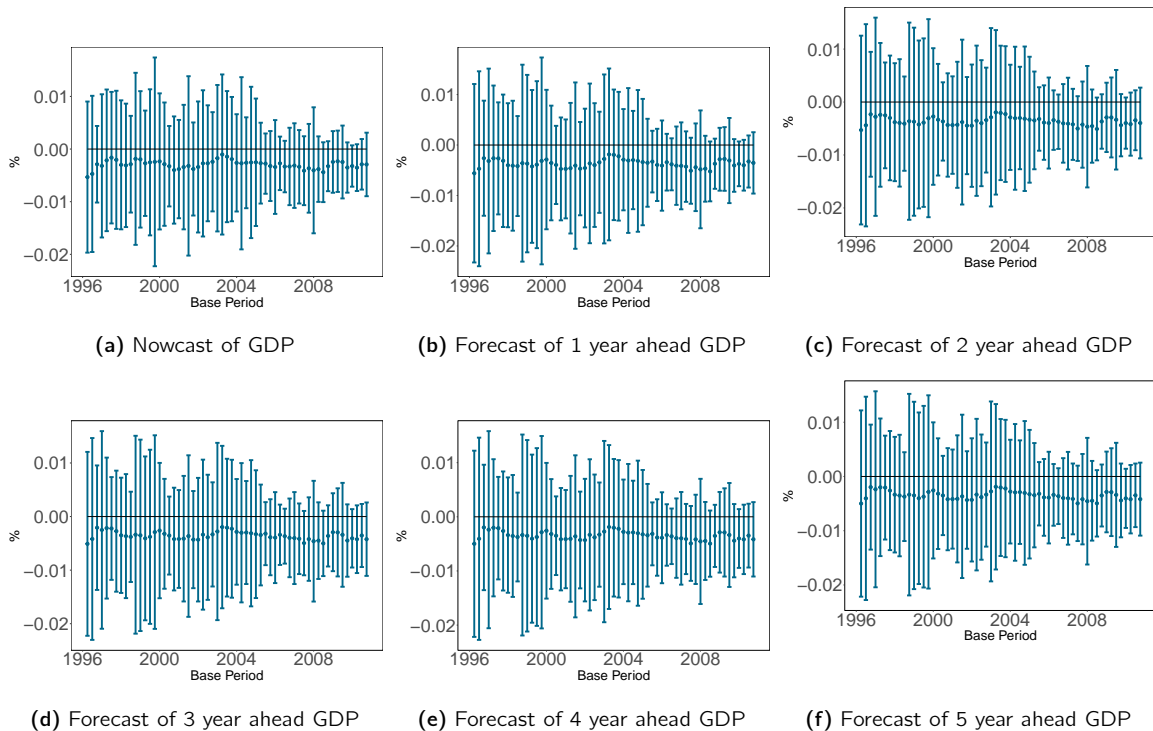 0.01
0.00
−0.01
−0.02
%
1996 2000 2004 2008
Base Period
(a) Nowcast of GDP
0.01
0.00
−0.01
−0.02
%
1996 2000 2004 2008
Base Period
(b) Forecast of 1 year ahead GDP
0.01
0.00
−0.01
−0.02
%
1996 2000 2004 2008
Base Period
(c) Forecast of 2 year ahead GDP
0.01
0.00
−0.01
−0.02
%
1996 2000 2004 2008
Base Period
(d) Forecast of 3 year ahead GDP
0.01
0.00
−0.01
−0.02
%
1996 2000 2004 2008
Base Period
(e) Forecast of 4 year ahead GDP
0.01
0.00
−0.01
−0.02
%
1996 2000 2004 2008
Base Period
(f) Forecast of 5 year ahead GDP